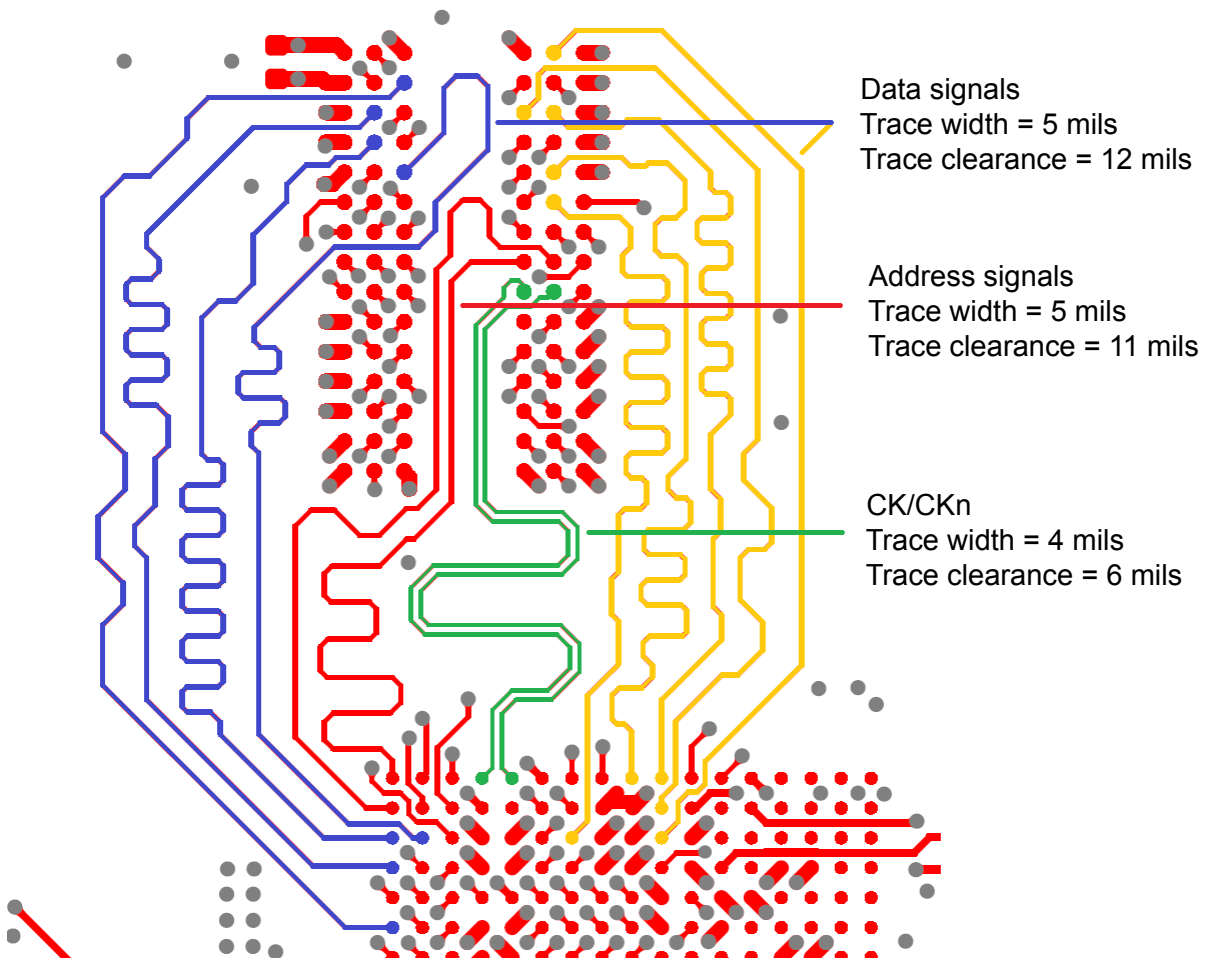 Data signals
Trace width = 5 mils
Trace clearance = 12 mils
Address signals
Trace width = 5 mils
Trace clearance = 11 mils
CK/CKn
Trace width = 4 mils
Trace clearance = 6 mils